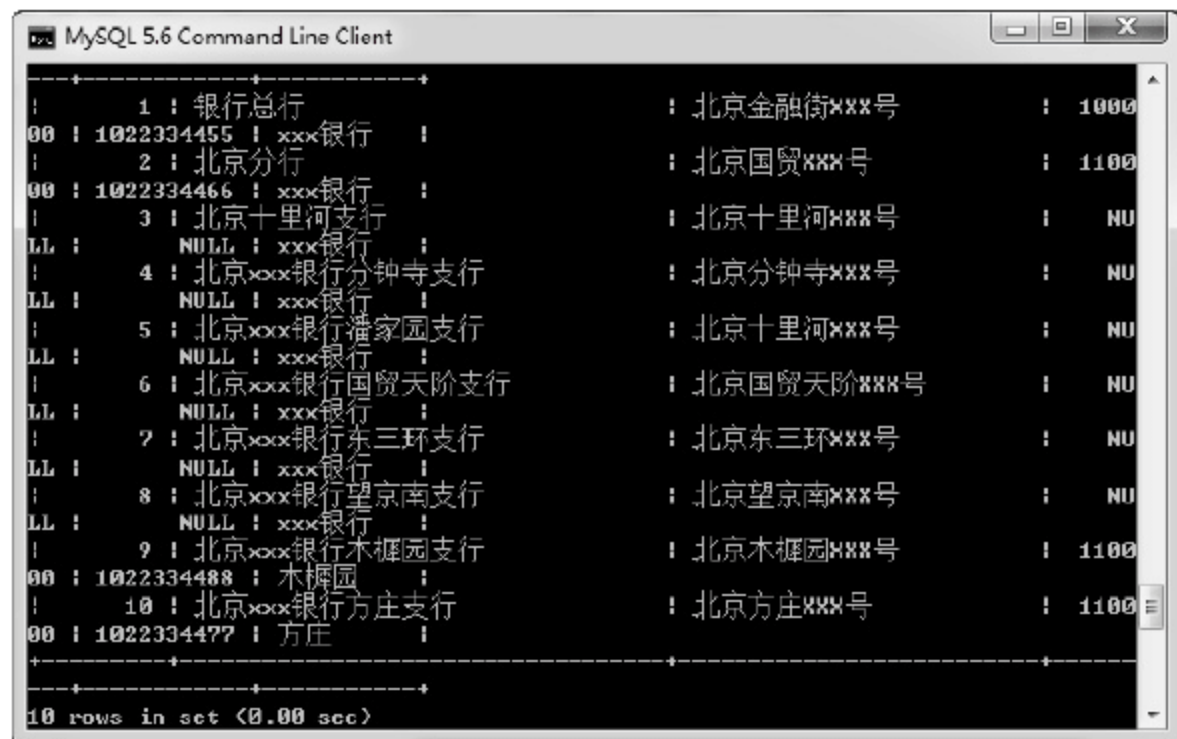 MySQL 5.6 Command Line Client
---+-------------+------------+
|       1 | 银行总行 | 北京金融街xxx号 | 1000
00 | 1022334455 | xxx银行 |
|       2 | 北京分行 | 北京国贸xxx号 | 1100
00 | 1022334466 | xxx银行 |
|       3 | 北京十里河支行 | 北京十里河xxx号 | NU
LL |       NULL | xxx银行 |
|       4 | 北京xxx银行分钟寺支行 | 北京分钟寺xxx号 | NU
LL |       NULL | xxx银行 |
|       5 | 北京xxx银行潘家园支行 | 北京十里河xxx号 | NU
LL |       NULL | xxx银行 |
|       6 | 北京xxx银行国贸天阶支行 | 北京国贸天阶xxx号 | NU
LL |       NULL | xxx银行 |
|       7 | 北京xxx银行东三环支行 | 北京东三环xxx号 | NU
LL |       NULL | xxx银行 |
|       8 | 北京xxx银行望京南支行 | 北京望京南xxx号 | NU
LL |       NULL | xxx银行 |
|       9 | 北京xxx银行木樨园支行 | 北京木樨园xxx号 | 1100
00 | 1022334488 | 木樨园 |
|      10 | 北京xxx银行方庄支行 | 北京方庄xxx号 | 1100
00 | 1022334477 | 方庄 |
+---------+-------------------------------------+---------------------------+------
---+-------------+------------+
10 rows in set (0.00 sec)